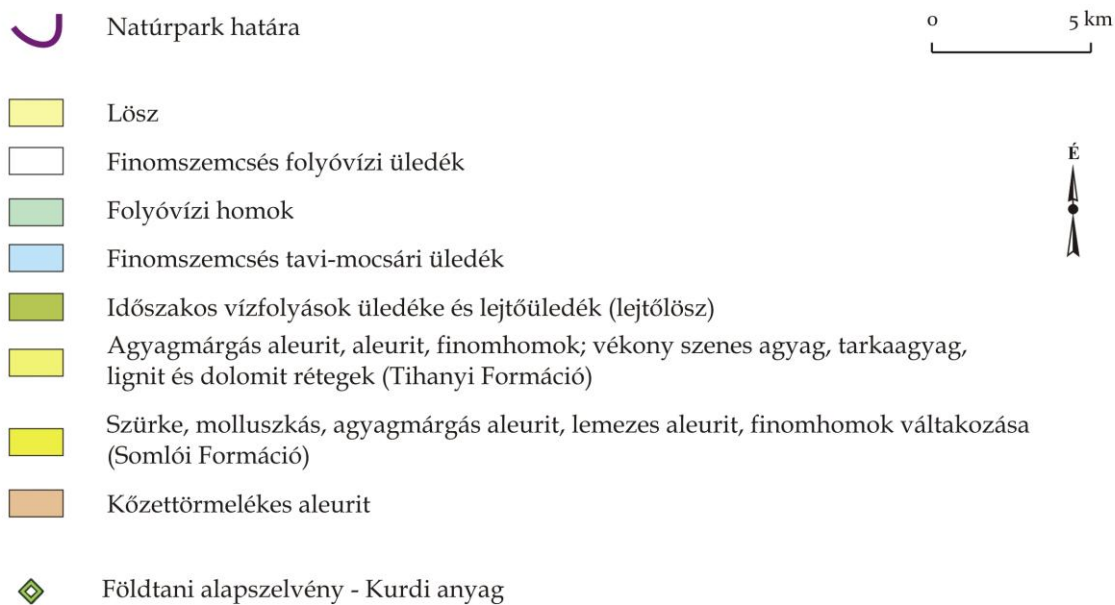 Natúrpark határa
0 5 km
Lösz
Finomszemcsés folyóvízi üledék
É
Folyóvízi homok
Finomszemcsés tavi-mocsári üledék
Időszakos vízfolyások üledéke és lejtőüledék (lejtőlösz)
Agyagmárgás aleurit, aleurit, finomhomok; vékony szenes agyag, tarkaagyag,
lignit és dolomit rétegek (Tihanyi Formáció)
Szürke, molluszkás, agyagmárgás aleurit, lemezes aleurit, finomhomok váltakozása
(Somlói Formáció)
Kőzettörmelékes aleurit
Földtani alapszelvény - Kurdi anyag